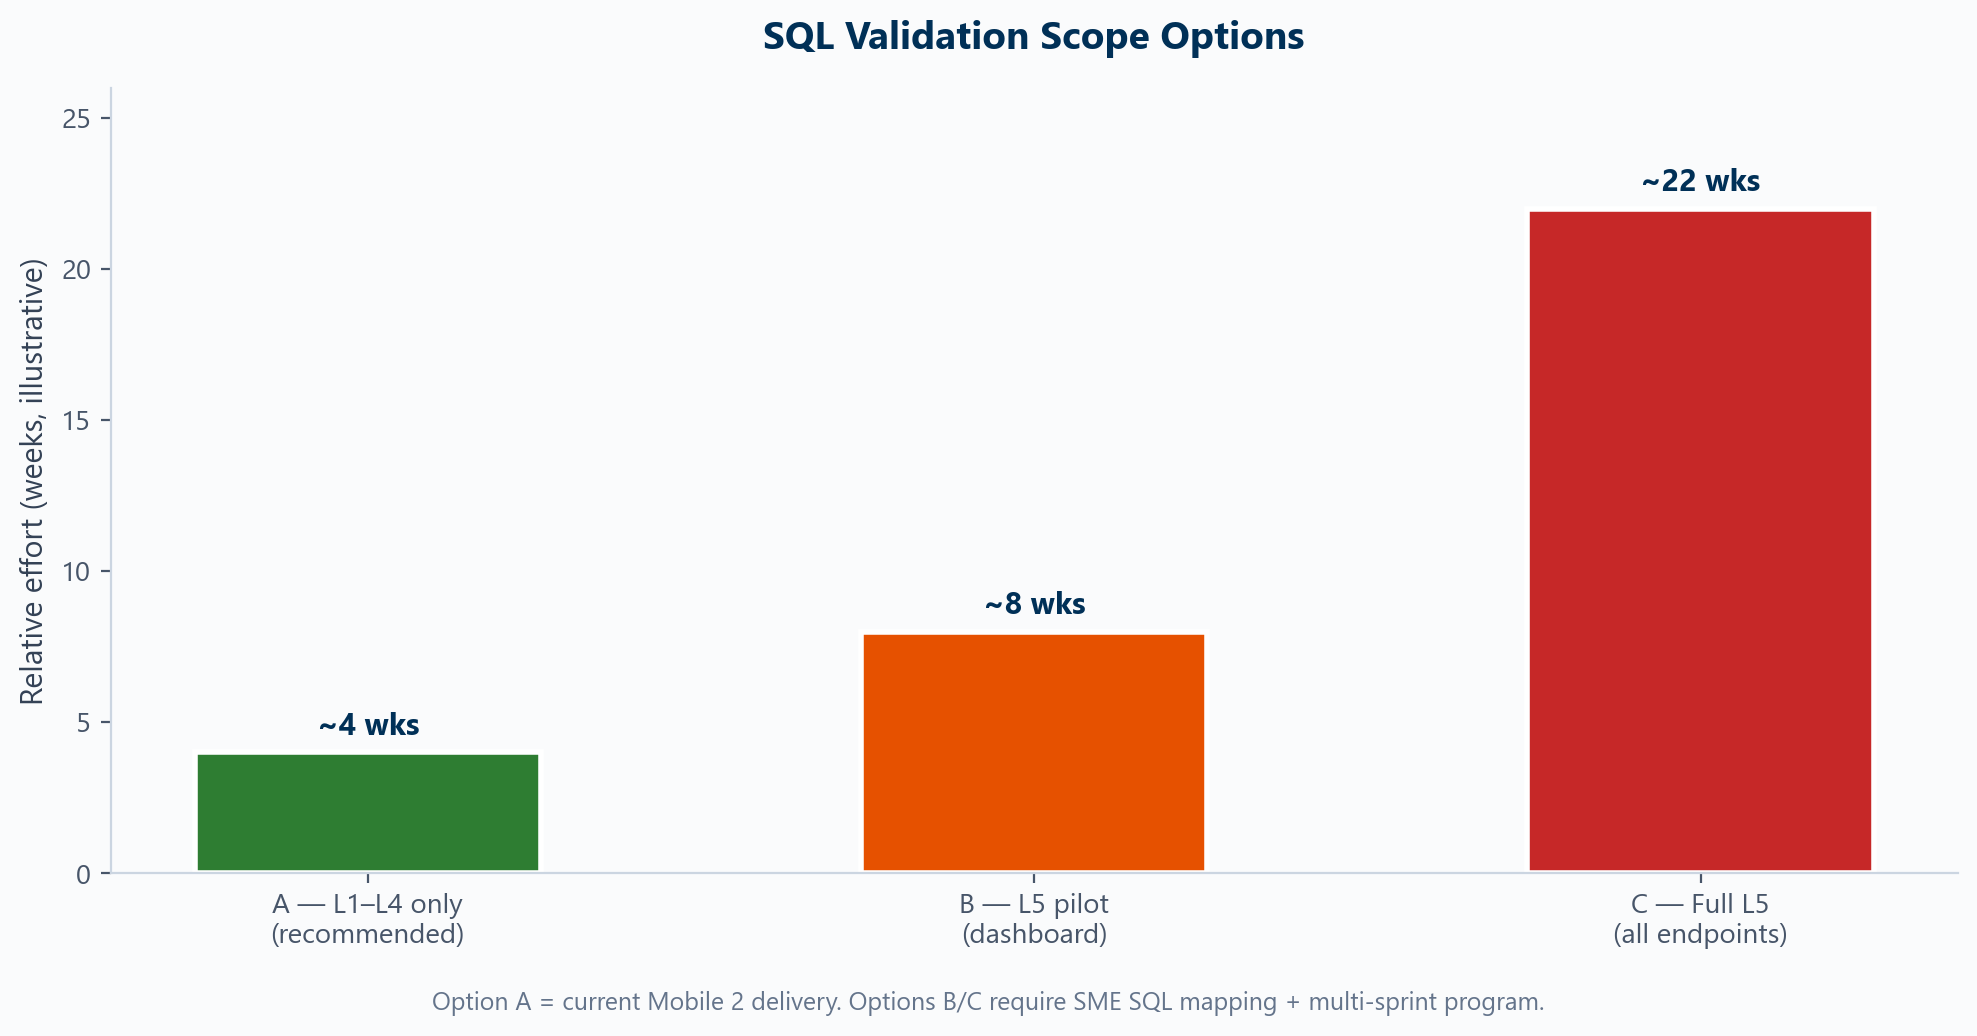 SQL Validation Scope Options
Relative effort (weeks, illustrative)
25
20
15
10
5
0
~4 wks
~8 wks
~22 wks
A — L1–L4 only
(recommended)
B — L5 pilot
(dashboard)
C — Full L5
(all endpoints)
Option A = current Mobile 2 delivery. Options B/C require SME SQL mapping + multi-sprint program.